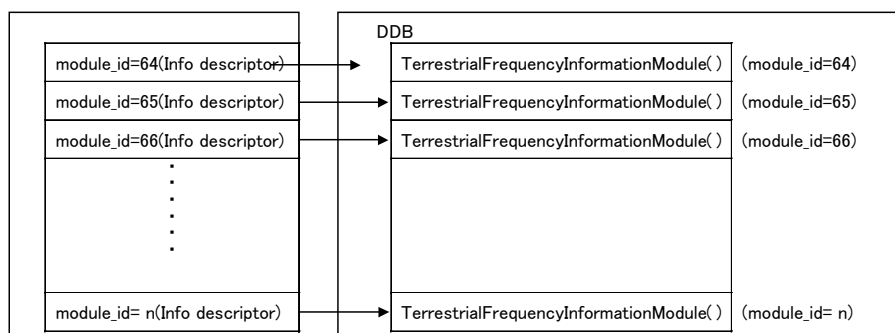 DDB
module_id=64(Info descriptor) TerrestrialFrequencyInformationModule( ) (module_id=64)
module_id=65(Info descriptor) TerrestrialFrequencyInformationModule( ) (module_id=65)
module_id=66(Info descriptor) TerrestrialFrequencyInformationModule( ) (module_id=66)
module_id= n(Info descriptor) TerrestrialFrequencyInformationModule( ) (module_id= n)